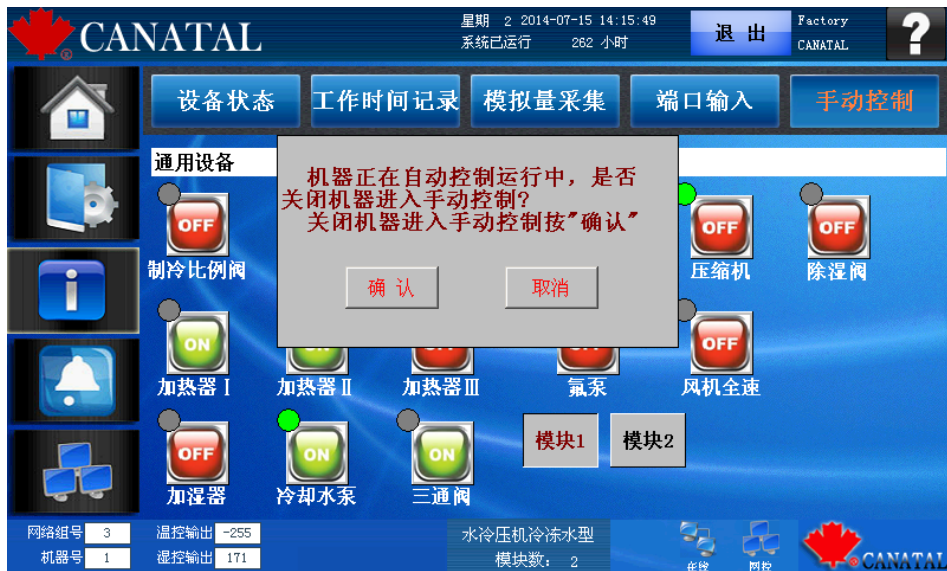 CANATAL
星期 2 2014-07-15 14:15:49
系统已运行 262 小时
退 出
Factory
CANATAL
?
设备状态 工作时间记录 模拟量采集 端口输入 手动控制
通用设备
机器正在自动控制运行中，是否
关闭机器进入手动控制?
关闭机器进入手动控制按"确认"
确 认 取消
OFF OFF OFF
制冷比例阀 压缩机 除湿阀
ON ON OFF
加热器Ⅰ 加热器Ⅱ 加热器Ⅲ 氟泵 风机全速
模块1 模块2
OFF ON ON
加湿器 冷却水泵 三通阀
网络组号 3 温控输出 -255
机器号 1 湿控输出 171
水冷压机冷冻水型
模块数: 2
在线 网控
CANATAL